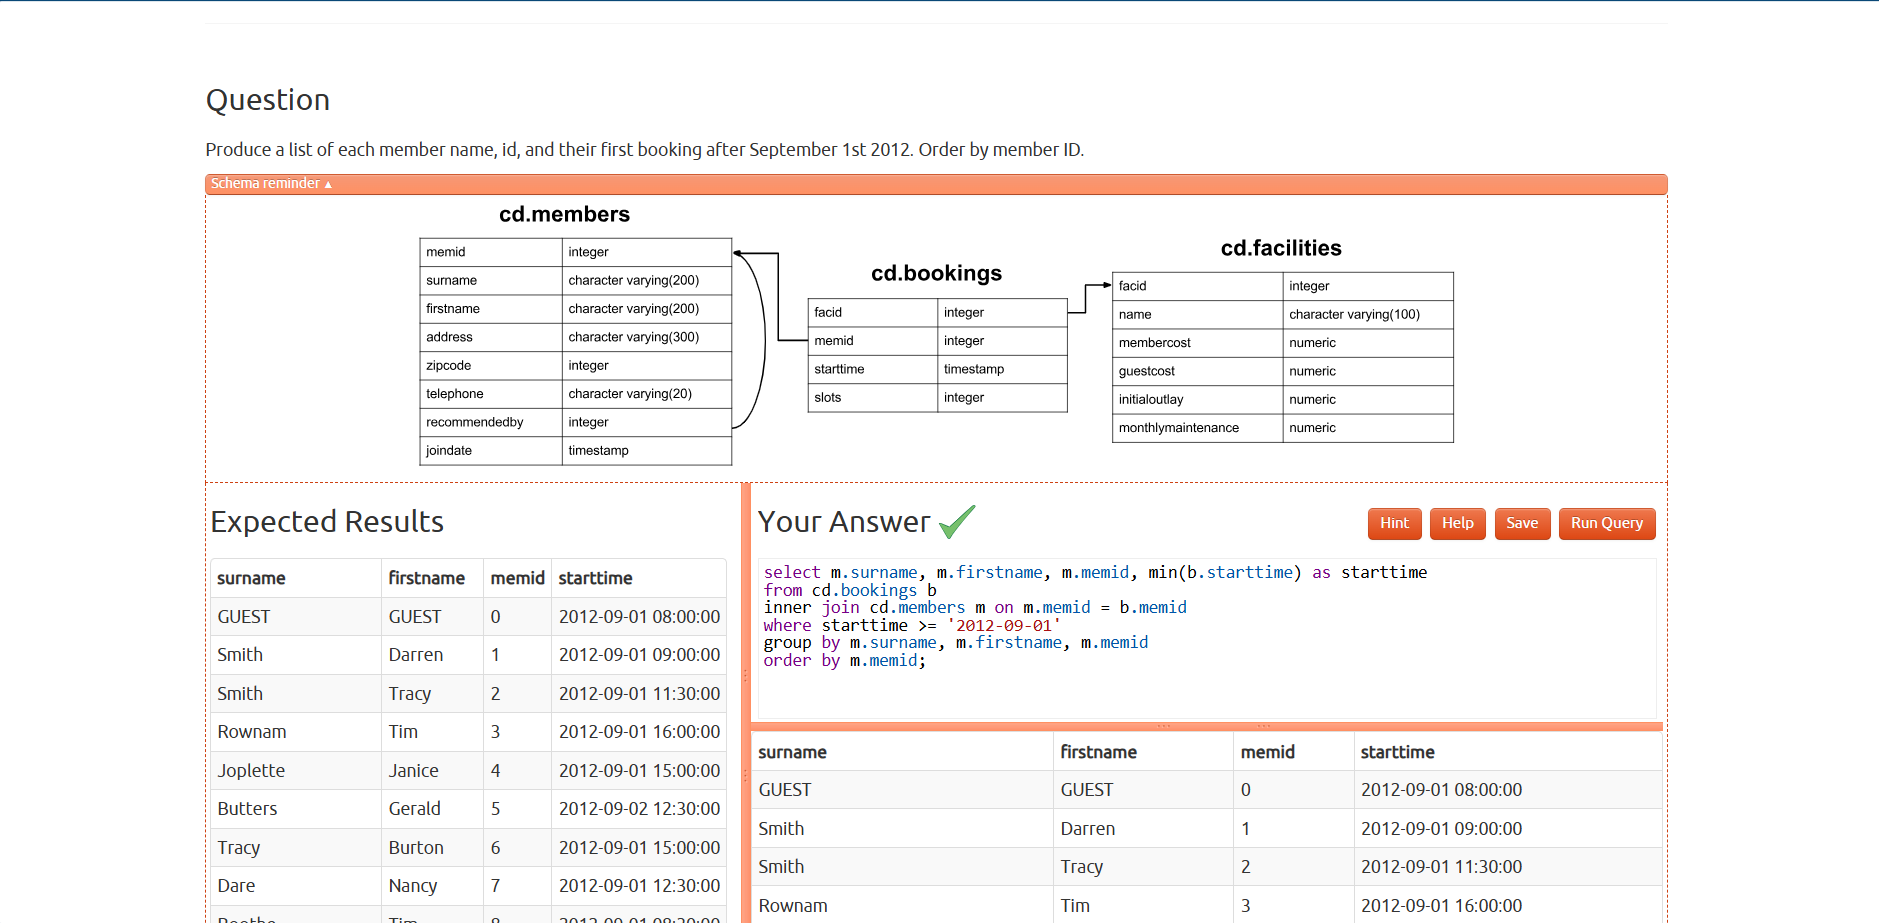 Question
Produce a list of each member name, id, and their first booking after September 1st 2012. Order by member ID.
Schema reminder ▲
cd.members
memid integer
surname character varying(200)
firstname character varying(200)
address character varying(300)
zipcode integer
telephone character varying(20)
recommendedby integer
joindate timestamp
cd.bookings
facid integer
memid integer
starttime timestamp
slots integer
cd.facilities
facid integer
name character varying(100)
membercost numeric
guestcost numeric
initialoutlay numeric
monthlymaintenance numeric
Expected Results
surname firstname memid starttime
GUEST GUEST 0 2012-09-01 08:00:00
Smith Darren 1 2012-09-01 09:00:00
Smith Tracy 2 2012-09-01 11:30:00
Rownam Tim 3 2012-09-01 16:00:00
Joplette Janice 4 2012-09-01 15:00:00
Butters Gerald 5 2012-09-02 12:30:00
Tracy Burton 6 2012-09-01 15:00:00
Dare Nancy 7 2012-09-01 12:30:00
Your Answer
Hint Help Save Run Query
select m.surname, m.firstname, m.memid, min(b.starttime) as starttime
from cd.bookings b
inner join cd.members m on m.memid = b.memid
where starttime >= '2012-09-01'
group by m.surname, m.firstname, m.memid
order by m.memid;
surname firstname memid starttime
GUEST GUEST 0 2012-09-01 08:00:00
Smith Darren 1 2012-09-01 09:00:00
Smith Tracy 2 2012-09-01 11:30:00
Rownam Tim 3 2012-09-01 16:00:00